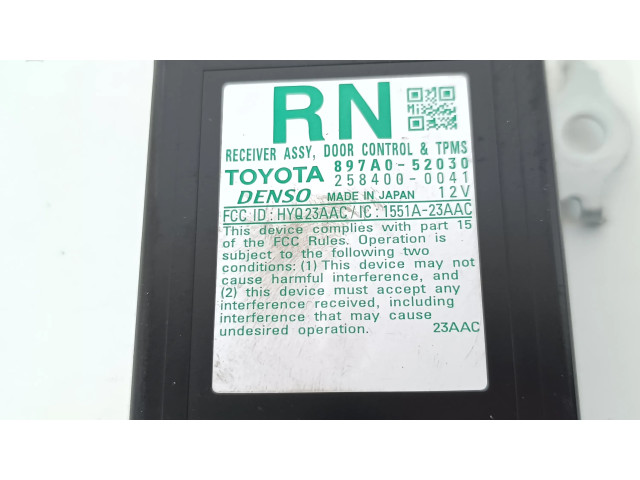 RN
RECEIVER ASSY, DOOR CONTROL & TPMS
TOYOTA 897A0-52030
258400-0041
DENSO MADE IN JAPAN 12V
FCC ID : HYQ23AAC/IC : 1551A-23AAC
This device complies with part 15
of the FCC Rules. Operation is
subject to the following two
conditions: (1) This device may not
cause harmful interference, and
(2) this device must accept any
interference received, including
interference that may cause
undesired operation. 23AAC